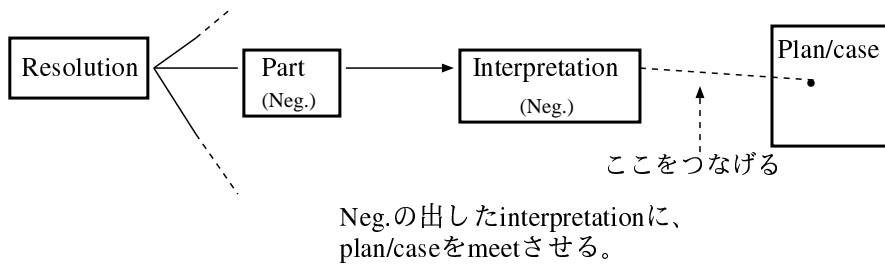 Resolution
Part
(Neg.)
Interpretation
(Neg.)
Plan/case
ここをつなげる
Neg.の出したinterpretationに、
plan/caseをmeetさせる。